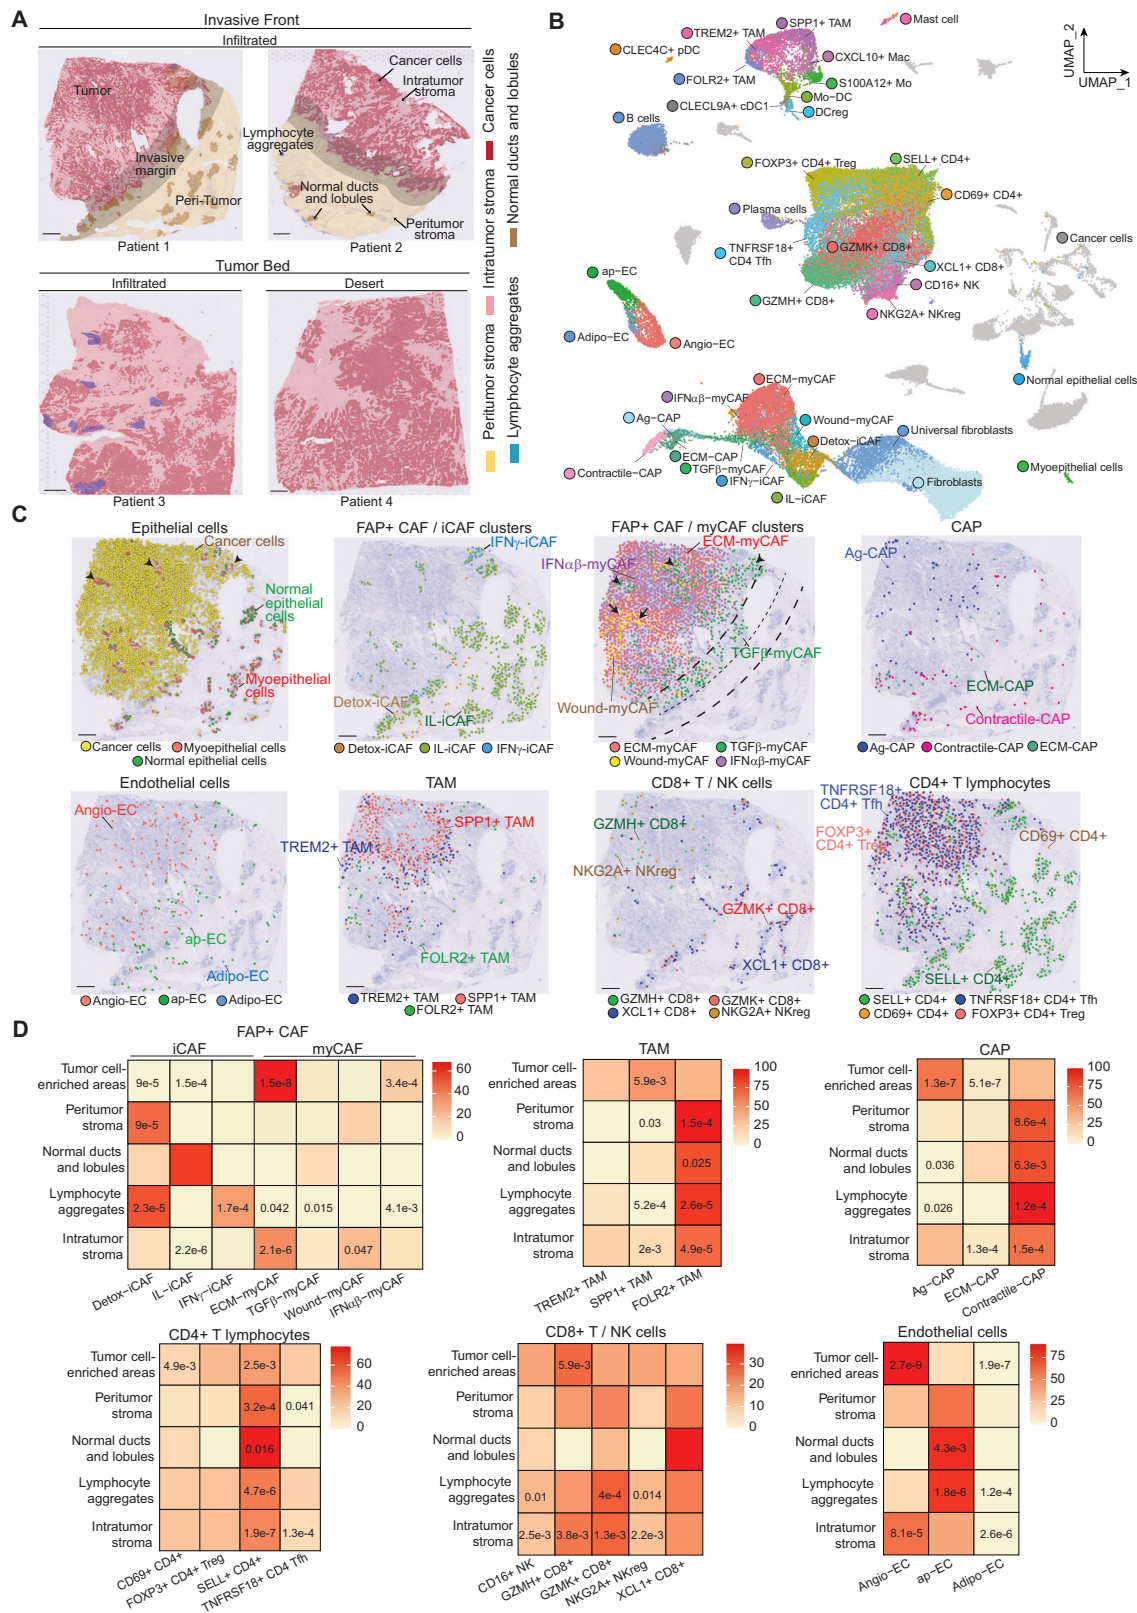 A
Invasive Front
Infiltrated
Tumor
Invasive
margin
Peri-Tumor
Patient 1
Cancer cells
Intratumor
stroma
Lymphocyte
aggregates
Normal ducts
and lobules
Peritumor
stroma
Patient 2
Tumor Bed
Infiltrated
Desert
Patient 3
Patient 4
Cancer cells
Normal ducts and lobules
Intratumor stroma
Lymphocyte aggregates
Peritumor stroma
B
UMAP_2
UMAP_1
SPP1+ TAM
Mast cell
TREM2+ TAM
CLEC4C+ pDC
CXCL10+ Mac
FOLR2+ TAM
S100A12+ Mo
Mo-DC
CLECL9A+ cDC1
DCreg
B cells
FOXP3+ CD4+ Treg
SELL+ CD4+
CD69+ CD4+
Plasma cells
TNFRSF18+
CD4 Tfh
GZMK+ CD8+
Cancer cells
XCL1+ CD8+
CD16+ NK
GZMH+ CD8+
NKG2A+ NKreg
ap-EC
Adipo-EC
Angio-EC
Normal epithelial cells
ECM-myCAF
IFNαβ-myCAF
Ag-CAP
Wound-myCAF
Universal fibroblasts
Detox-iCAF
ECM-CAP
Contractile-CAP
TGFβ-myCAF
IFNγ-iCAF
IL-iCAF
Fibroblasts
Myoepithelial cells
C
Epithelial cells
Cancer cells
Normal
epithelial
cells
Myoepithelial
cells
Cancer cells Myoepithelial cells
Normal epithelial cells
FAP+ CAF / iCAF clusters
IFNγ-iCAF
Detox-iCAF
IL-iCAF
Detox-iCAF IL-iCAF IFNγ-iCAF
FAP+ CAF / myCAF clusters
ECM-myCAF
IFNαβ-myCAF
TGFβ-myCAF
Wound-myCAF
ECM-myCAF TGFβ-myCAF
Wound-myCAF IFNαβ-myCAF
CAP
Ag-CAP
ECM-CAP
Contractile-CAP
Ag-CAP Contractile-CAP ECM-CAP
Endothelial cells
Angio-EC
ap-EC
Adipo-EC
Angio-EC ap-EC Adipo-EC
TAM
SPP1+ TAM
TREM2+ TAM
FOLR2+ TAM
TREM2+ TAM SPP1+ TAM
FOLR2+ TAM
CD8+ T / NK cells
GZMH+ CD8+
NKG2A+ NKreg
GZMK+ CD8+
XCL1+ CD8+
GZMH+ CD8+ GZMK+ CD8+
XCL1+ CD8+ NKG2A+ NKreg
CD4+ T lymphocytes
TNFRSF18+
CD4+ Tfh
FOXP3+
CD4+ Treg
CD69+ CD4+
SELL+ CD4+
SELL+ CD4+ TNFRSF18+ CD4+ Tfh
CD69+ CD4+ FOXP3+ CD4+ Treg
D
FAP+ CAF
iCAF myCAF
Tumor cell-
enriched areas
9e-5 1.5e-4 1.5e-8 3.4e-4
Peritumor
stroma
9e-5
Normal ducts
and lobules
Lymphocyte
aggregates
2.3e-5 1.7e-4 0.042 0.015 4.1e-3
Intratumor
stroma
2.2e-6 2.1e-6 0.047
Detox-iCAF
IL-iCAF
IFNγ-iCAF
ECM-myCAF
TGFβ-myCAF
Wound-myCAF
IFNαβ-myCAF
60
40
20
0
TAM
Tumor cell-
enriched areas
5.9e-3
Peritumor
stroma
0.03 1.5e-4
Normal ducts
and lobules
0.025
Lymphocyte
aggregates
5.2e-4 2.6e-5
Intratumor
stroma
2e-3 4.9e-5
TREM2+ TAM
SPP1+ TAM
FOLR2+ TAM
100
75
50
25
0
CAP
Tumor cell-
enriched areas
1.3e-7 5.1e-7
Peritumor
stroma
8.6e-4
Normal ducts
and lobules
0.036 6.3e-3
Lymphocyte
aggregates
0.026 1.2e-4
Intratumor
stroma
1.3e-4 1.5e-4
Ag-CAP
ECM-CAP
Contractile-CAP
100
75
50
25
0
CD4+ T lymphocytes
Tumor cell-
enriched areas
4.9e-3 2.5e-3
Peritumor
stroma
3.2e-4 0.041
Normal ducts
and lobules
0.016
Lymphocyte
aggregates
4.7e-6
Intratumor
stroma
1.9e-7 1.3e-4
CD69+ CD4+
FOXP3+ CD4+ Treg
SELL+ CD4+
TNFRSF18+ CD4 Tfh
60
40
20
0
CD8+ T / NK cells
Tumor cell-
enriched areas
5.9e-3
Peritumor
stroma
Normal ducts
and lobules
Lymphocyte
aggregates
0.01 4e-4 0.014
Intratumor
stroma
2.5e-3 3.8e-3 1.3e-3 2.2e-3
CD16+ NK
GZMH+ CD8+
GZMK+ CD8+
NKG2A+ NKreg
XCL1+ CD8+
30
20
10
0
Endothelial cells
Tumor cell-
enriched areas
2.7e-9 1.9e-7
Peritumor
stroma
Normal ducts
and lobules
4.3e-3
Lymphocyte
aggregates
1.8e-6 1.2e-4
Intratumor
stroma
8.1e-5 2.6e-6
Angio-EC
ap-EC
Adipo-EC
75
50
25
0